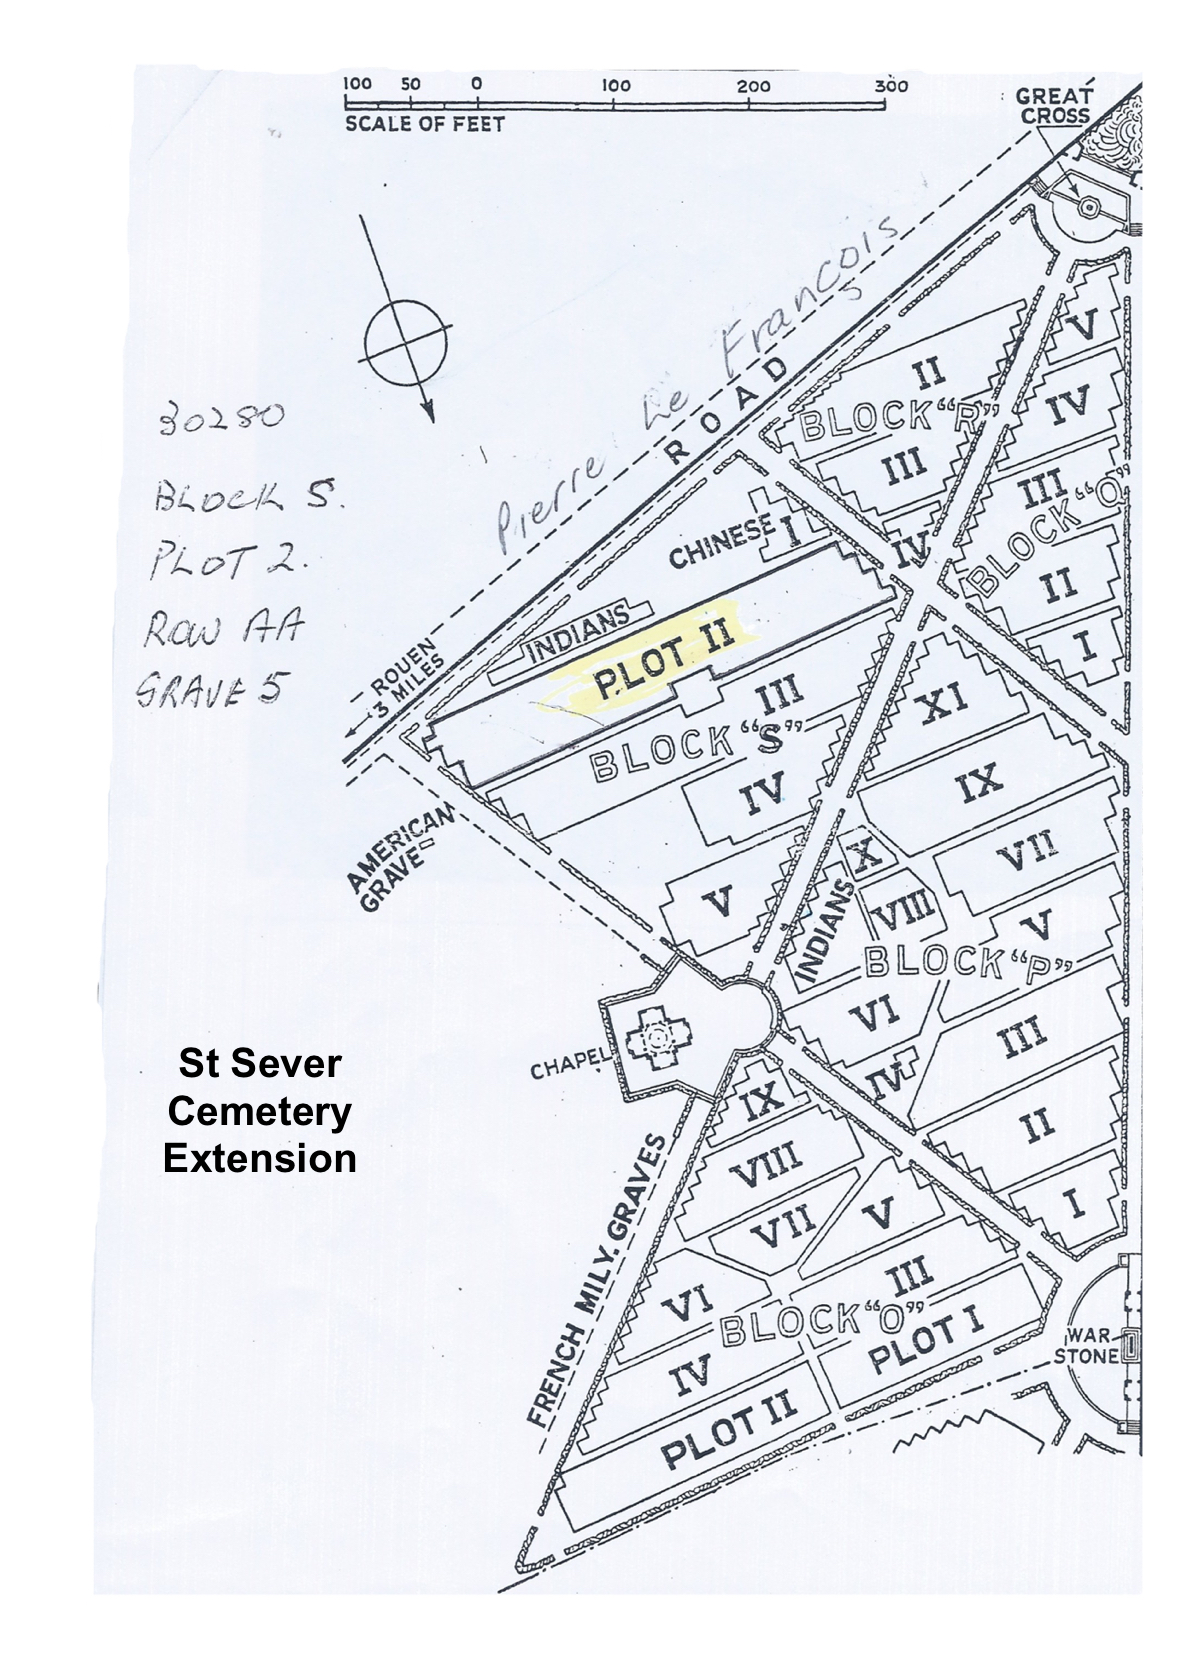 100 50 0 100 200 300
SCALE OF FEET
GREAT
CROSS
Pierre Le Francois
ROAD
30280
BLOCK S.
PLOT 2.
ROW AA
GRAVE 5
ROUEN
3 MILES
II
BLOCK "R"
III
IV
V
IV
III
BLOCK "Q"
II
I
CHINESE
I
INDIANS
PLOT II
III
BLOCK "S"
IV
V
AMERICAN
GRAVE
XI
IX
X
VII
INDIANS
VIII
V
BLOCK "P"
VI
III
IV
II
I
CHAPEL
St Sever
Cemetery
Extension
FRENCH MILY. GRAVES
IX
VIII
VII
V
VI
III
BLOCK "O"
PLOT I
IV
PLOT II
WAR
STONE